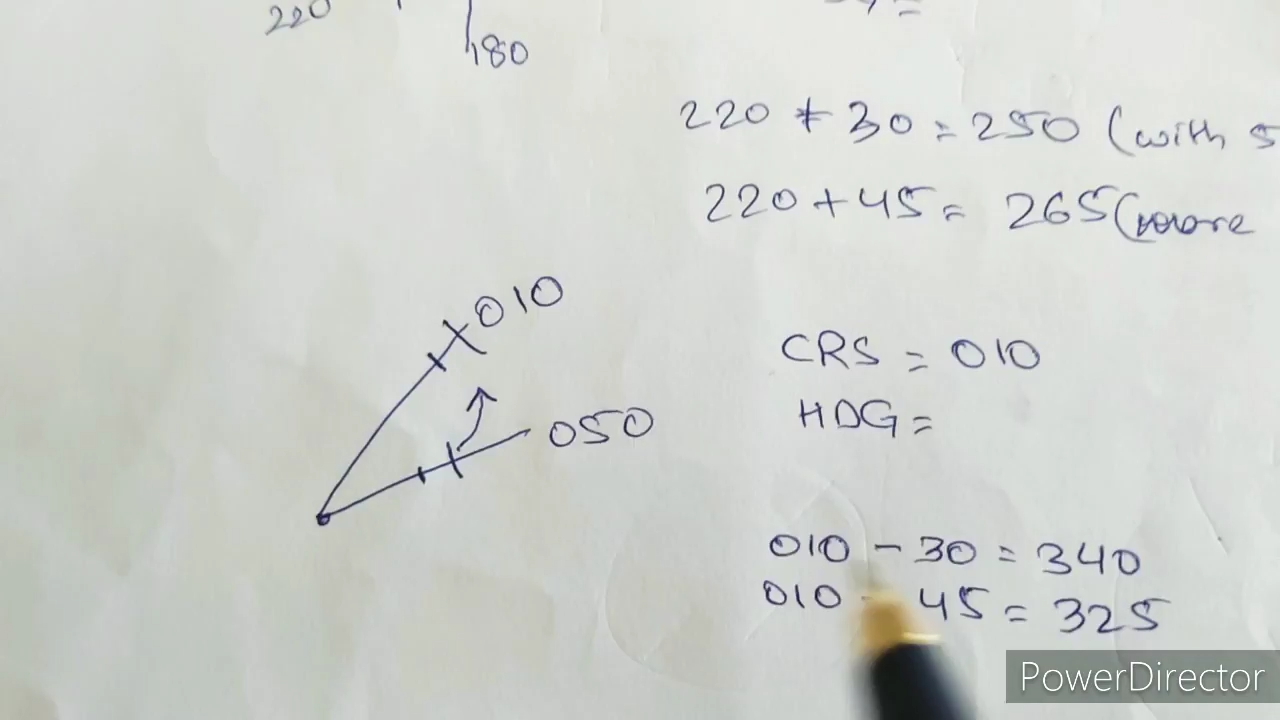 220
180
220 + 30 = 250 (with
220 + 45 = 265 (more
010
050
CRS = 010
HDG =
010 - 30 = 340
010 - 45 = 325
PowerDirector